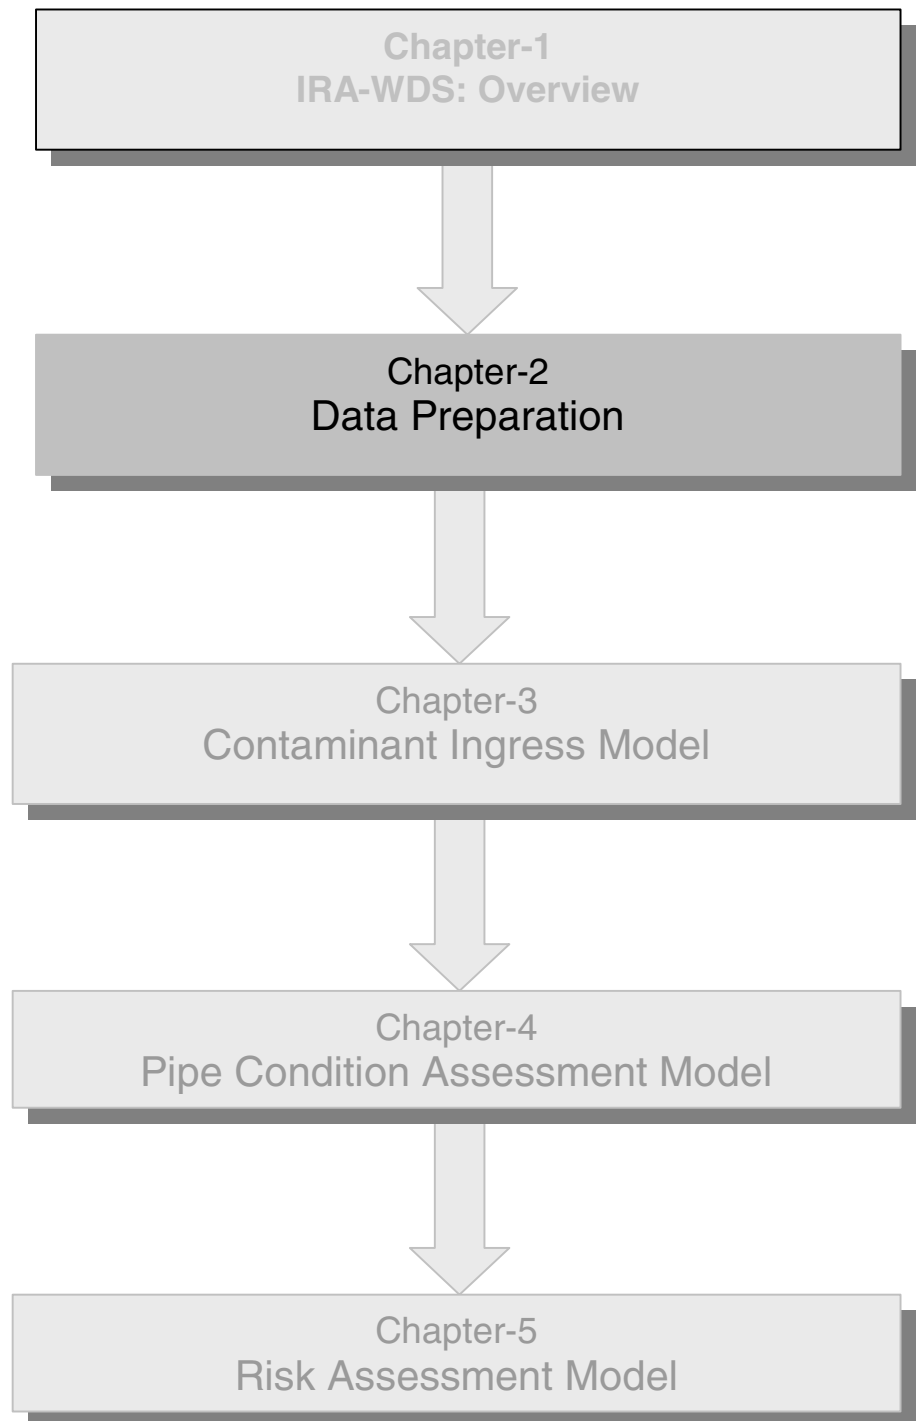 Chapter-1
IRA-WDS: Overview
Chapter-2
Data Preparation
Chapter-3
Contaminant Ingress Model
Chapter-4
Pipe Condition Assessment Model
Chapter-5
Risk Assessment Model